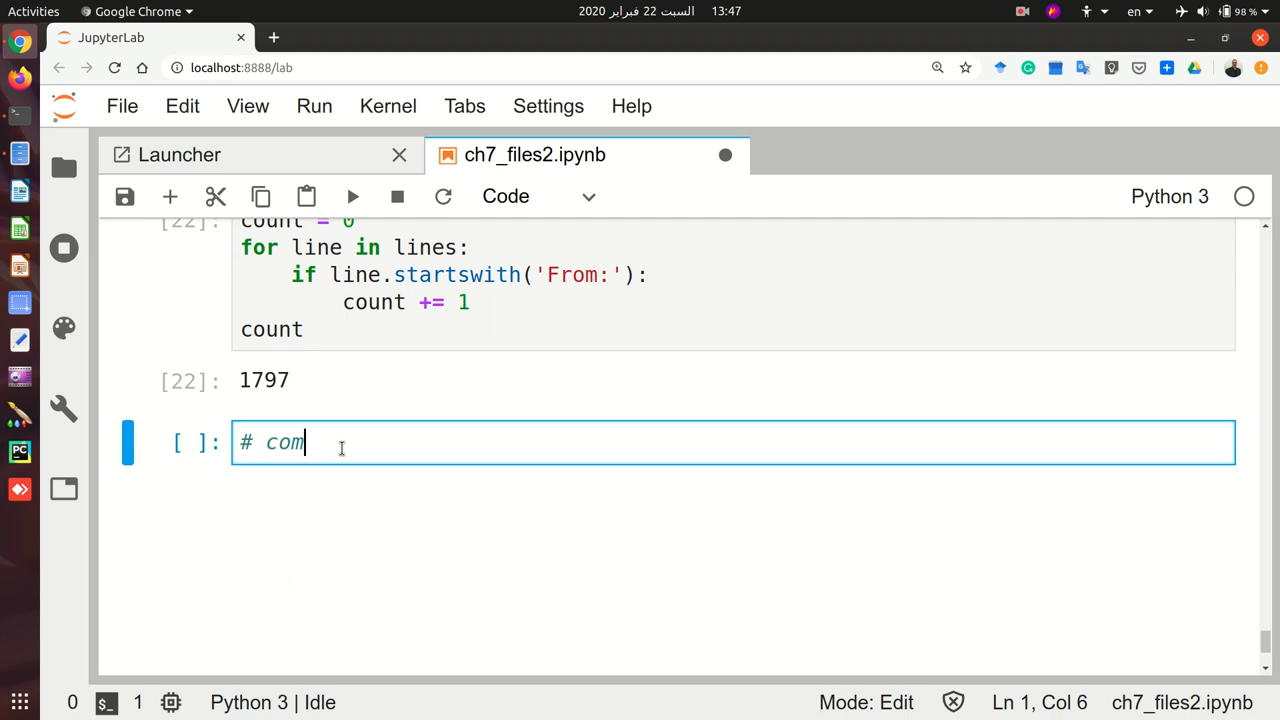 Activities Google Chrome السبت 22 فبراير 2020 13:47 en 98 %
JupyterLab
localhost:8888/lab
File Edit View Run Kernel Tabs Settings Help
Launcher ch7_files2.ipynb
Code Python 3
[22]: count = 0
for line in lines:
if line.startswith('From:'):
count += 1
count
[22]: 1797
[ ]: # com
0 $_ 1 Python 3 | Idle Mode: Edit Ln 1, Col 6 ch7_files2.ipynb